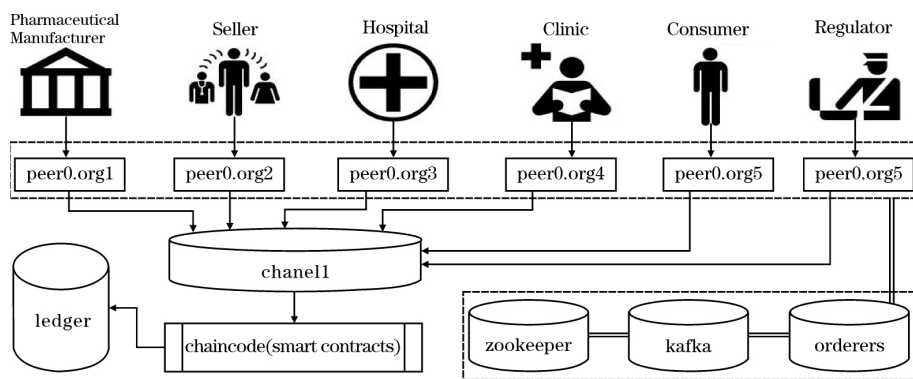 Pharmaceutical
Manufacturer
Seller
Hospital
Clinic
Consumer
Regulator
peer0.org1
peer0.org2
peer0.org3
peer0.org4
peer0.org5
peer0.org5
chanel1
ledger
chaincode(smart contracts)
zookeeper
kafka
orderers